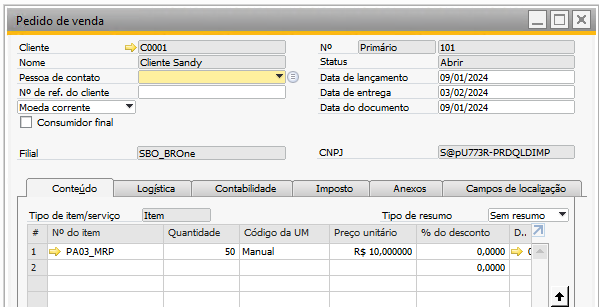 Pedido de venda
Cliente C0001 Nº Primário 101
Nome Cliente Sandy Status Abrir
Pessoa de contato Data de lançamento 09/01/2024
Nº de ref. do cliente Data de entrega 03/02/2024
Moeda corrente Data do documento 09/01/2024
Consumidor final
Filial SBO_BROne CNPJ S@pU773R-PRDQLDIMP
Conteúdo Logística Contabilidade Imposto Anexos Campos de localização
Tipo de item/serviço Item Tipo de resumo Sem resumo
# Nº do item Quantidade Código da UM Preço unitário % do desconto D..
1 PA03_MRP 50 Manual R$ 10,000000 0,0000
2 0,0000